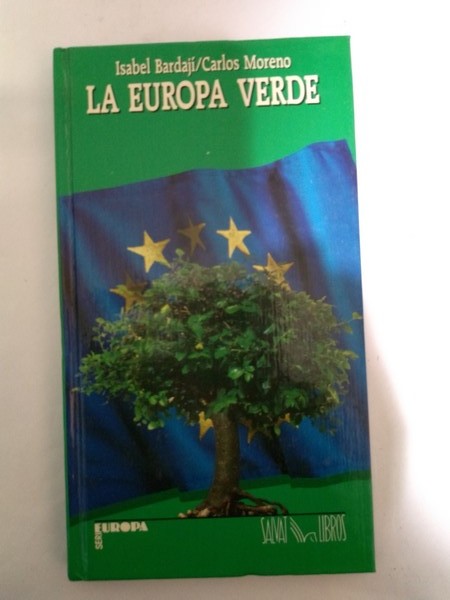 Isabel Bardají/Carlos Moreno
LA EUROPA VERDE
SERIE EUROPA
SALVAT LIBROS